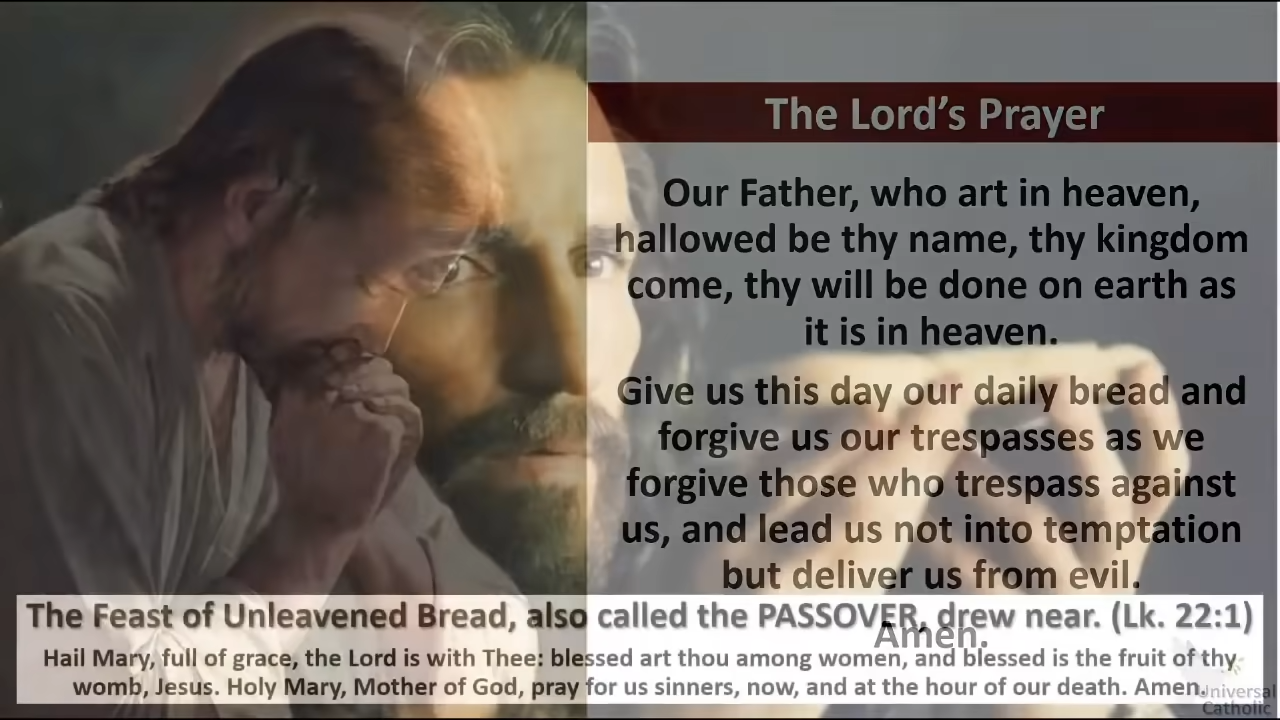 The Lord’s Prayer
Our Father, who art in heaven,
hallowed be thy name, thy kingdom
come, thy will be done on earth as
it is in heaven.
Give us this day our daily bread and
forgive us our trespasses as we
forgive those who trespass against
us, and lead us not into temptation
but deliver us from evil.
Amen.
The Feast of Unleavened Bread, also called the PASSOVER, drew near. (Lk. 22:1)
Hail Mary, full of grace, the Lord is with Thee: blessed art thou among women, and blessed is the fruit of thy
womb, Jesus. Holy Mary, Mother of God, pray for us sinners, now, and at the hour of our death. Amen.
Universal
Catholic